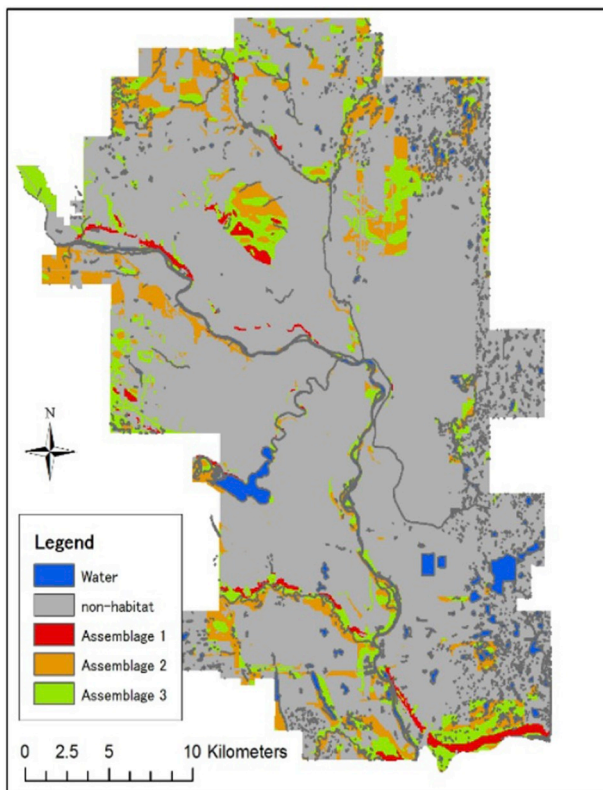 N
Legend
Water
non-habitat
Assemblage 1
Assemblage 2
Assemblage 3
0 2.5 5 10 Kilometers